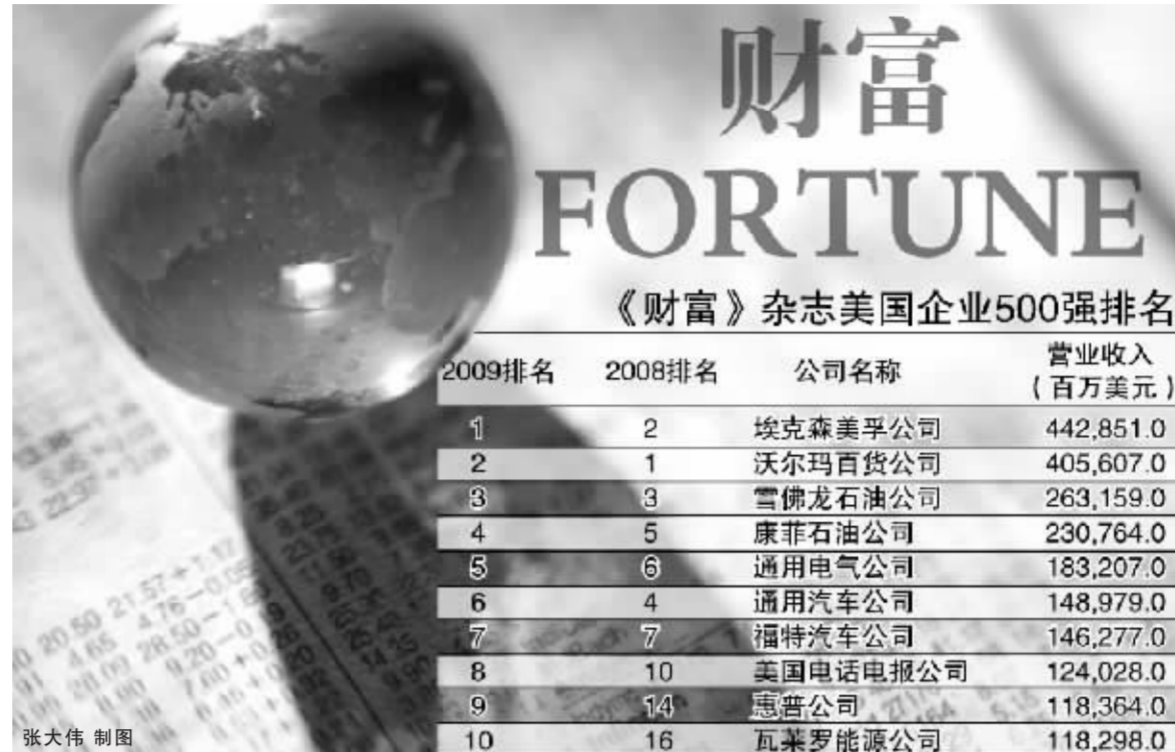 财富
FORTUNE
《财富》杂志美国企业500强排名
2009排名 2008排名 公司名称 营业收入
(百万美元)
1 2 埃克森美孚公司 442,851.0
2 1 沃尔玛百货公司 405,607.0
3 3 雪佛龙石油公司 263,159.0
4 5 康菲石油公司 230,764.0
5 6 通用电气公司 183,207.0
6 4 通用汽车公司 148,979.0
7 7 福特汽车公司 146,277.0
8 10 美国电话电报公司 124,028.0
9 14 惠普公司 118,364.0
10 16 瓦莱罗能源公司 118,298.0
20.50 21.57+1.17
张大伟 制图